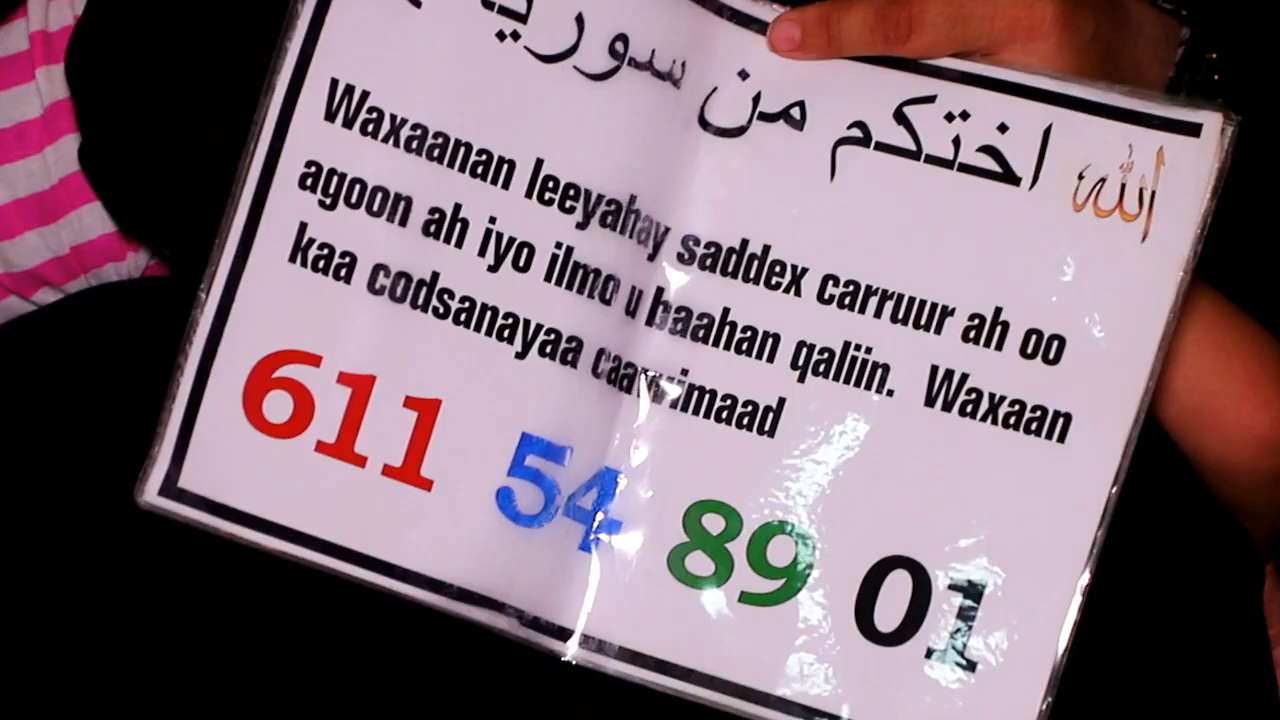 الله اختكم من سوريا
Waxaanan leeyahay saddex carruur ah oo
agoon ah iyo ilmo u baahan qaliin. Waxaan
kaa codsanayaa caawimaad
611 54 89 01